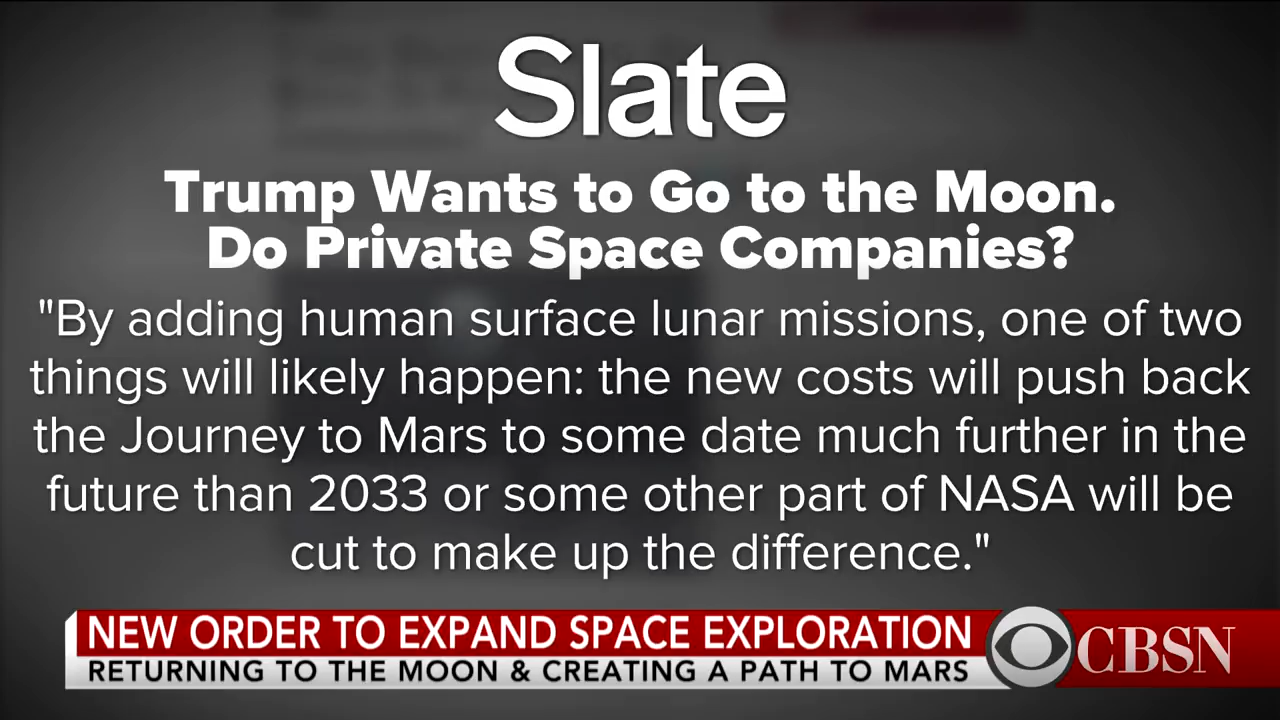 Slate
Trump Wants to Go to the Moon.
Do Private Space Companies?
"By adding human surface lunar missions, one of two
things will likely happen: the new costs will push back
the Journey to Mars to some date much further in the
future than 2033 or some other part of NASA will be
cut to make up the difference."
NEW ORDER TO EXPAND SPACE EXPLORATION
RETURNING TO THE MOON & CREATING A PATH TO MARS
CBSN